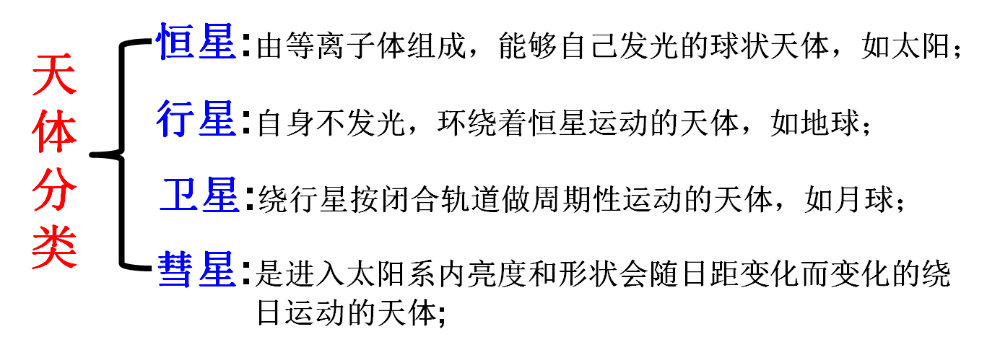 天体分类
恒星:由等离子体组成，能够自己发光的球状天体，如太阳；
行星:自身不发光，环绕着恒星运动的天体，如地球；
卫星:绕行星按闭合轨道做周期性运动的天体，如月球；
彗星:是进入太阳系内亮度和形状会随日距变化而变化的绕
日运动的天体;